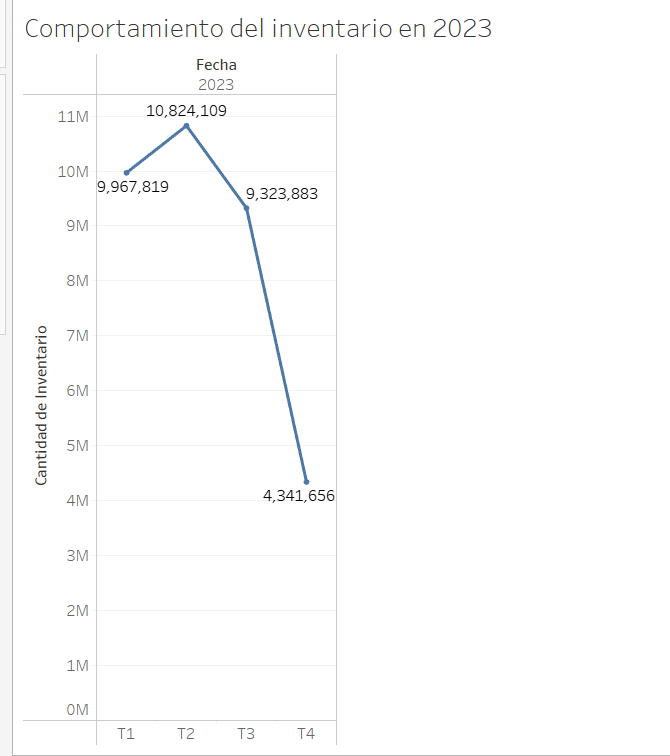 Comportamiento del inventario en 2023
Fecha
2023
Cantidad de Inventario
11M
10M
9M
8M
7M
6M
5M
4M
3M
2M
1M
0M
10,824,109
9,967,819
9,323,883
4,341,656
T1 T2 T3 T4